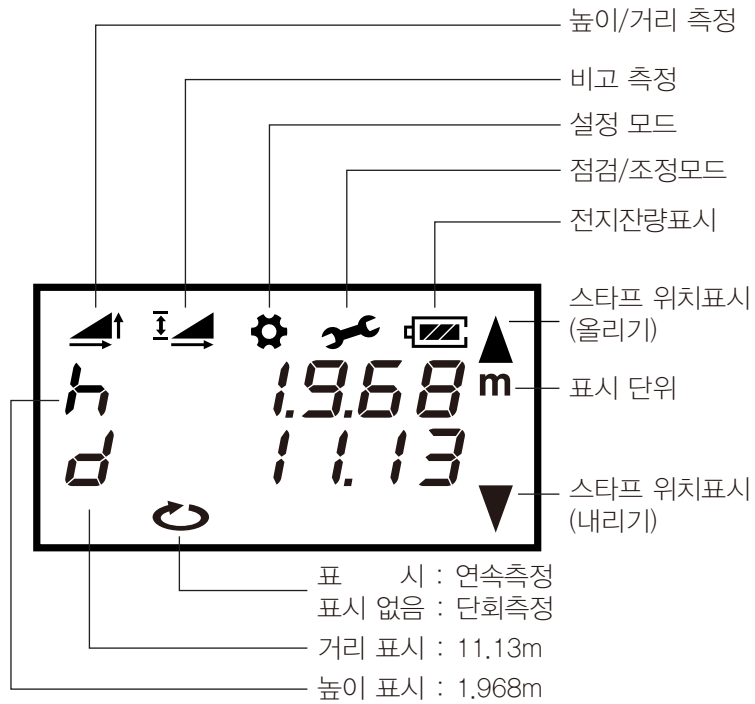 높이/거리 측정
비고 측정
설정 모드
점검/조정모드
전지잔량표시
스타프 위치표시
(올리기)
h 1.9.68 m
표시 단위
d 11.13
스타프 위치표시
(내리기)
표 시 : 연속측정
표시 없음 : 단회측정
거리 표시 : 11.13m
높이 표시 : 1.968m